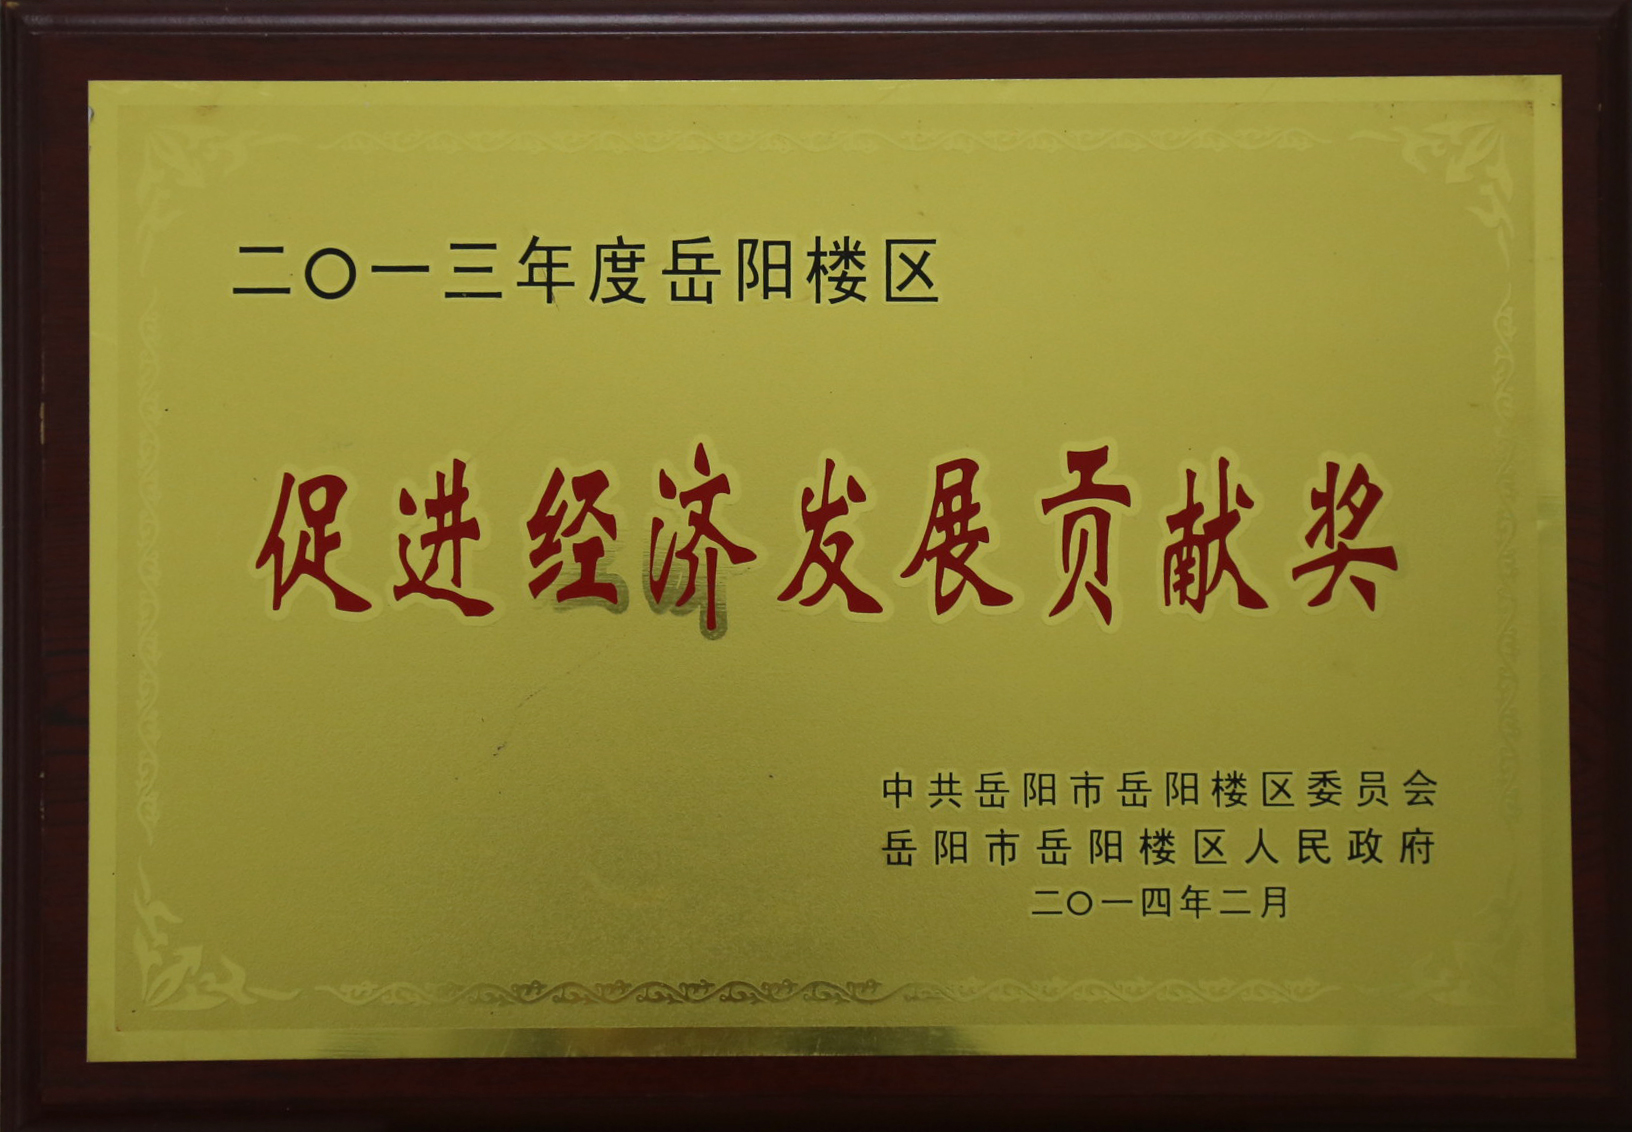 二〇一三年度岳阳楼区
促进经济发展贡献奖
中共岳阳市岳阳楼区委员会
岳阳市岳阳楼区人民政府
二〇一四年二月